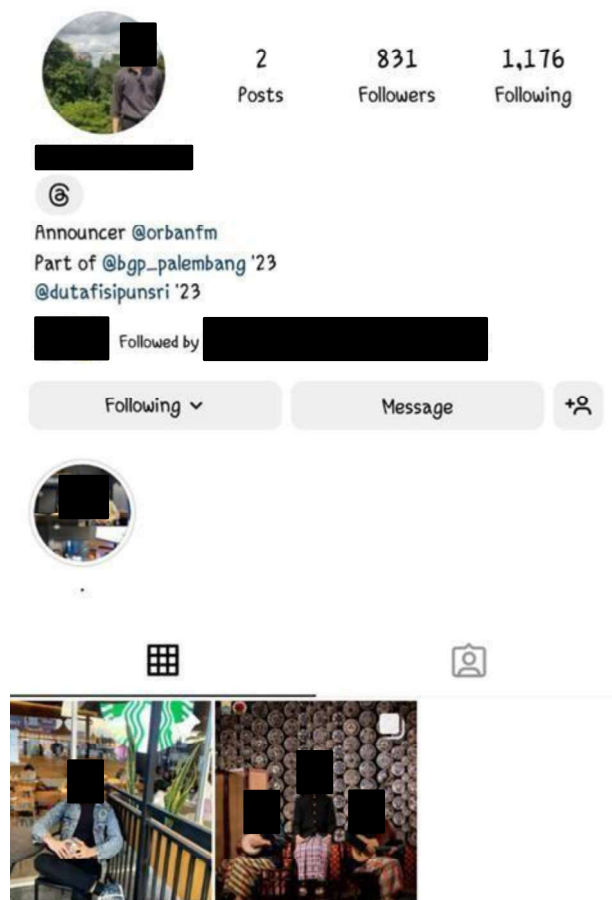 2 831 1,176
Posts Followers Following
Announcer @orbanfm
Part of @bgp_palembang '23
@dutafisipunsri '23
Followed by
Following Message
.